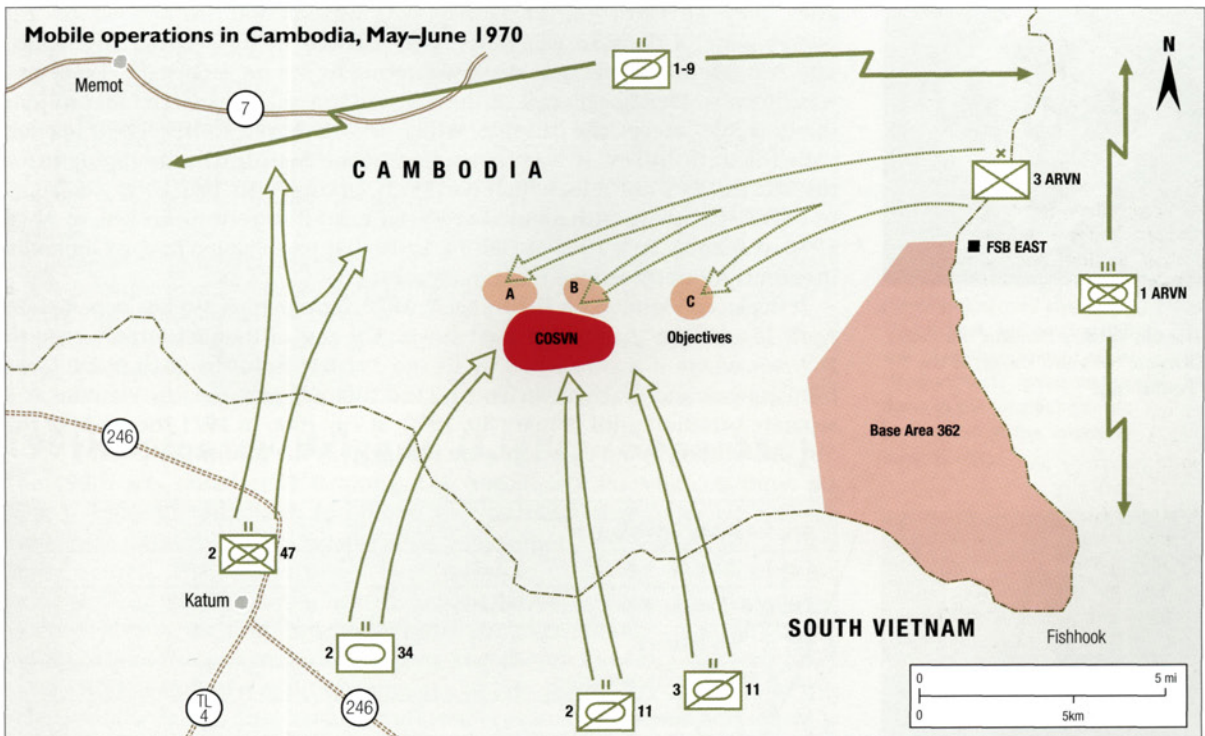 Mobile operations in Cambodia, May–June 1970
Memot
7
1-9
N
CAMBODIA
3 ARVN
FSB EAST
1 ARVN
A
B
C
COSVN
Objectives
Base Area 362
246
2 47
Katum
2 34
TL
4
246
2 11
3 11
SOUTH VIETNAM
Fishhook
0 5 mi
0 5km